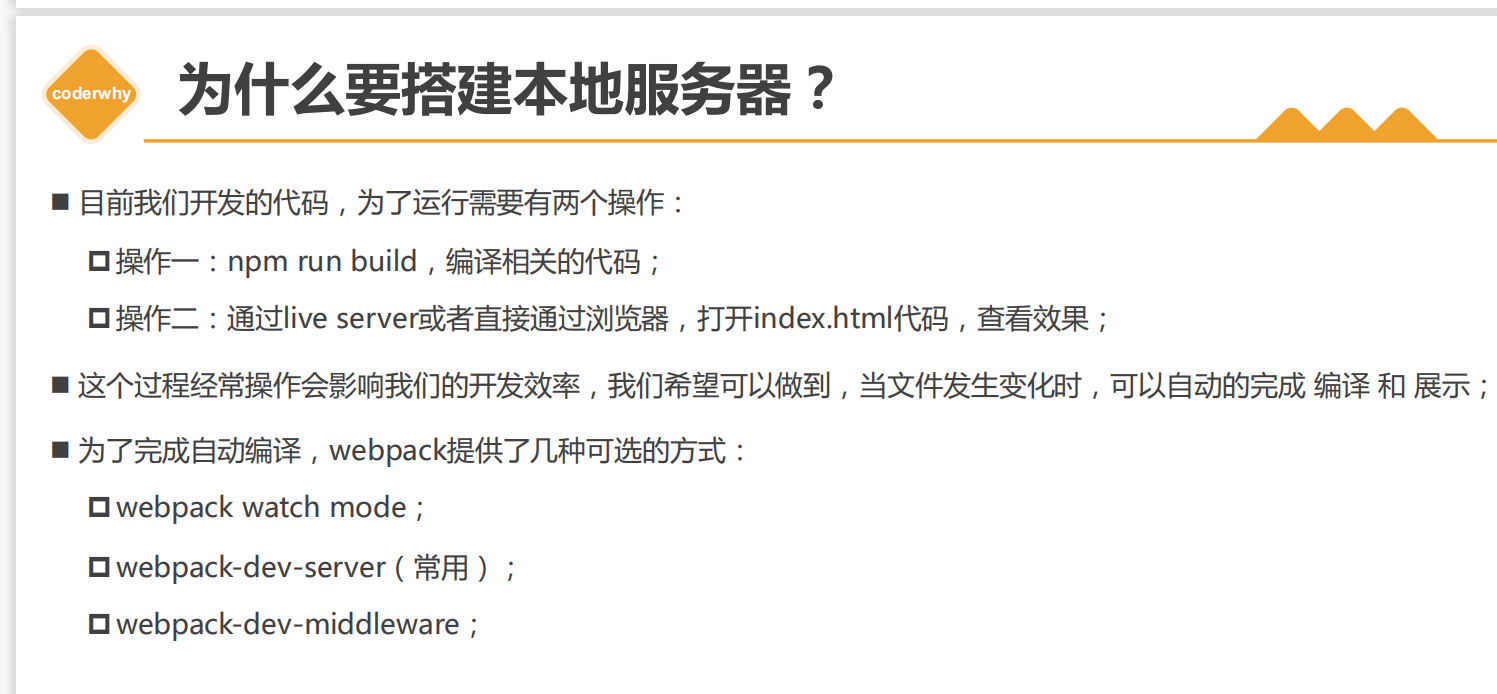 coderwhy
为什么要搭建本地服务器？
目前我们开发的代码，为了运行需要有两个操作：
操作一：npm run build，编译相关的代码；
操作二：通过live server或者直接通过浏览器，打开index.html代码，查看效果；
这个过程经常操作会影响我们的开发效率，我们希望可以做到，当文件发生变化时，可以自动的完成 编译 和 展示；
为了完成自动编译，webpack提供了几种可选的方式：
webpack watch mode；
webpack-dev-server（常用）；
webpack-dev-middleware；